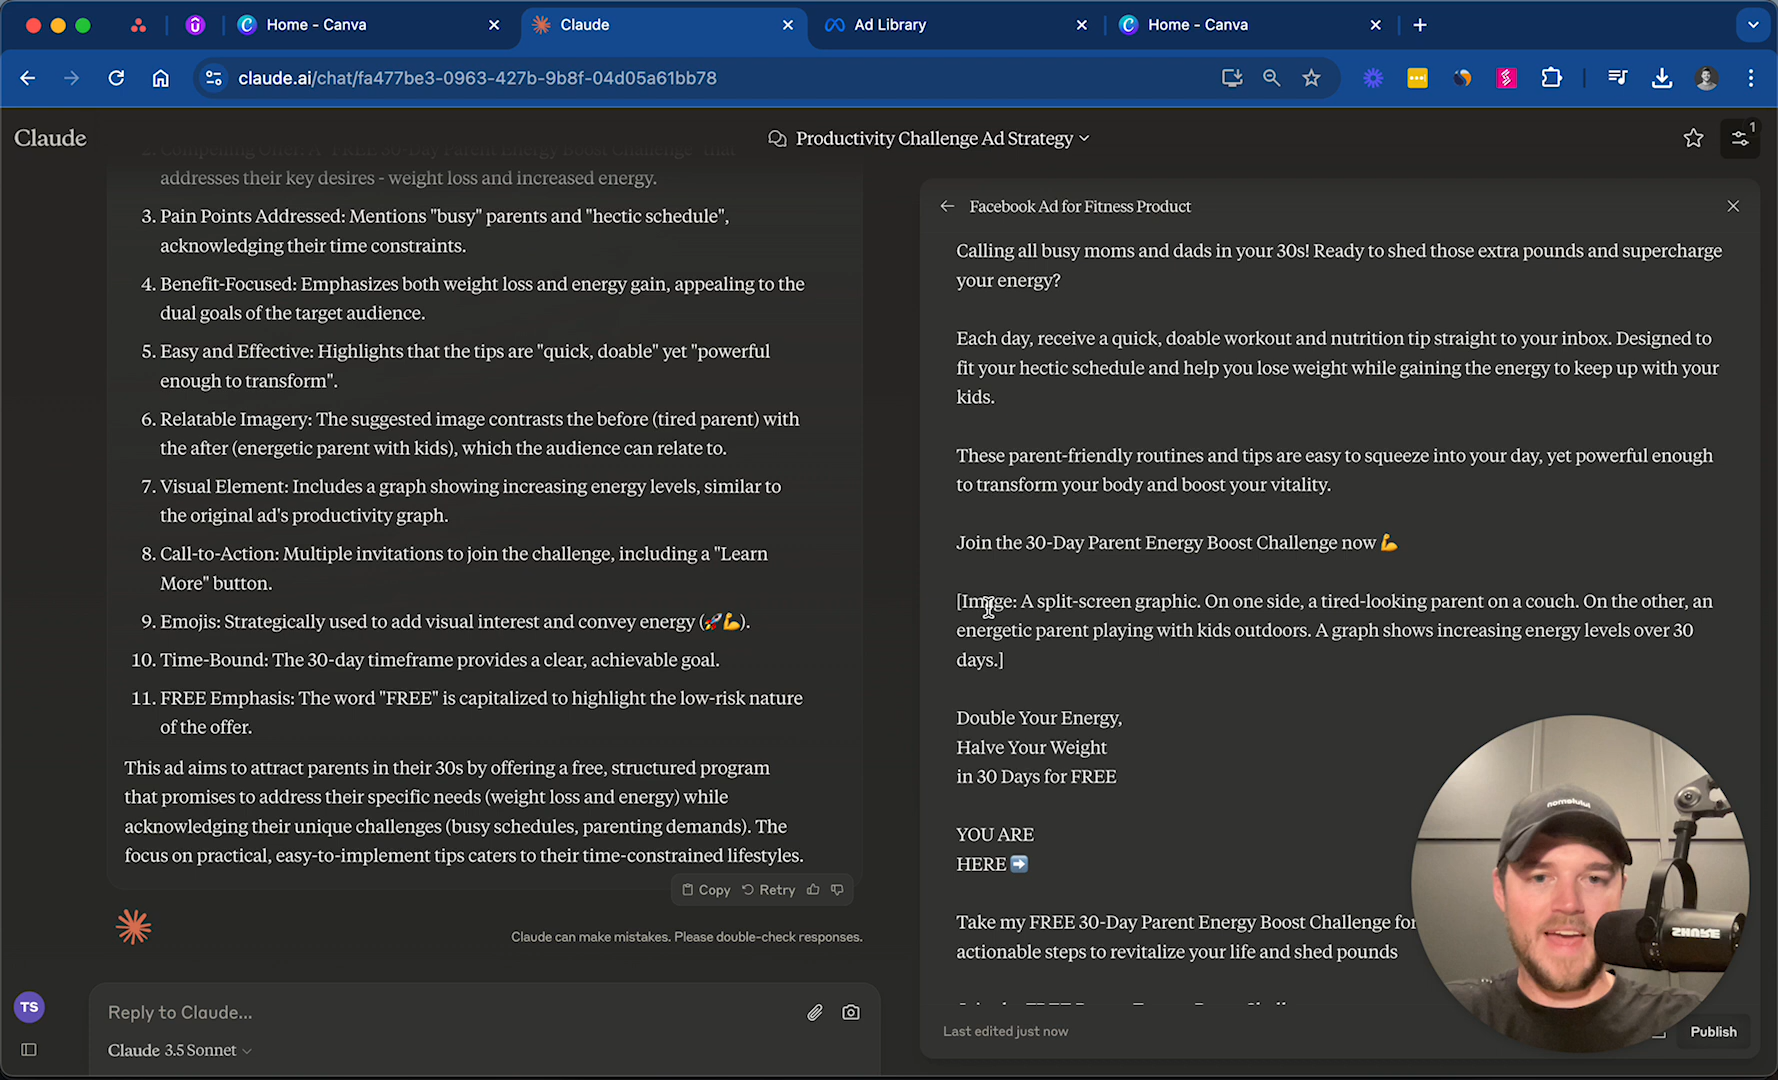 Home - Canva
Claude
Ad Library
Home - Canva
claude.ai/chat/fa477be3-0963-427b-9b8f-04d05a61bb78
Claude
Productivity Challenge Ad Strategy
1
2. Compelling Offer: A "FREE 30-Day Parent Energy Boost Challenge" that
addresses their key desires - weight loss and increased energy.
3. Pain Points Addressed: Mentions "busy" parents and "hectic schedule",
acknowledging their time constraints.
4. Benefit-Focused: Emphasizes both weight loss and energy gain, appealing to the
dual goals of the target audience.
5. Easy and Effective: Highlights that the tips are "quick, doable" yet "powerful
enough to transform".
6. Relatable Imagery: The suggested image contrasts the before (tired parent) with
the after (energetic parent with kids), which the audience can relate to.
7. Visual Element: Includes a graph showing increasing energy levels, similar to
the original ad's productivity graph.
8. Call-to-Action: Multiple invitations to join the challenge, including a "Learn
More" button.
9. Emojis: Strategically used to add visual interest and convey energy (🚀💪).
10. Time-Bound: The 30-day timeframe provides a clear, achievable goal.
11. FREE Emphasis: The word "FREE" is capitalized to highlight the low-risk nature
of the offer.
This ad aims to attract parents in their 30s by offering a free, structured program
that promises to address their specific needs (weight loss and energy) while
acknowledging their unique challenges (busy schedules, parenting demands). The
focus on practical, easy-to-implement tips caters to their time-constrained lifestyles.
Copy
Retry
Claude can make mistakes. Please double-check responses.
TS
Reply to Claude...
Claude 3.5 Sonnet
Facebook Ad for Fitness Product
Calling all busy moms and dads in your 30s! Ready to shed those extra pounds and supercharge
your energy?
Each day, receive a quick, doable workout and nutrition tip straight to your inbox. Designed to
fit your hectic schedule and help you lose weight while gaining the energy to keep up with your
kids.
These parent-friendly routines and tips are easy to squeeze into your day, yet powerful enough
to transform your body and boost your vitality.
Join the 30-Day Parent Energy Boost Challenge now 💪
[Image: A split-screen graphic. On one side, a tired-looking parent on a couch. On the other, an
energetic parent playing with kids outdoors. A graph shows increasing energy levels over 30
days.]
Double Your Energy,
Halve Your Weight
in 30 Days for FREE
YOU ARE
HERE ➡️
Take my FREE 30-Day Parent Energy Boost Challenge for
actionable steps to revitalize your life and shed pounds
Last edited just now
Publish
SHURE